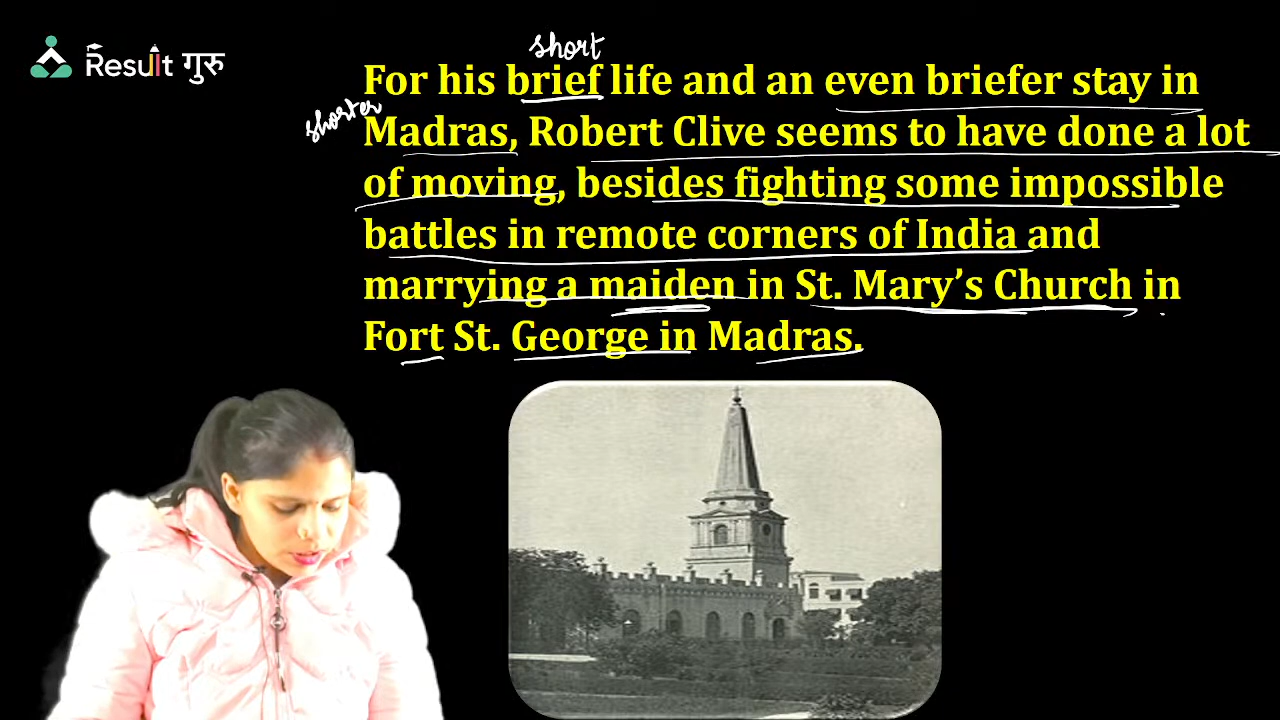 Result गुरु
short
For his brief life and an even briefer stay in
shorter
Madras, Robert Clive seems to have done a lot
of moving, besides fighting some impossible
battles in remote corners of India and
marrying a maiden in St. Mary's Church in
Fort St. George in Madras.